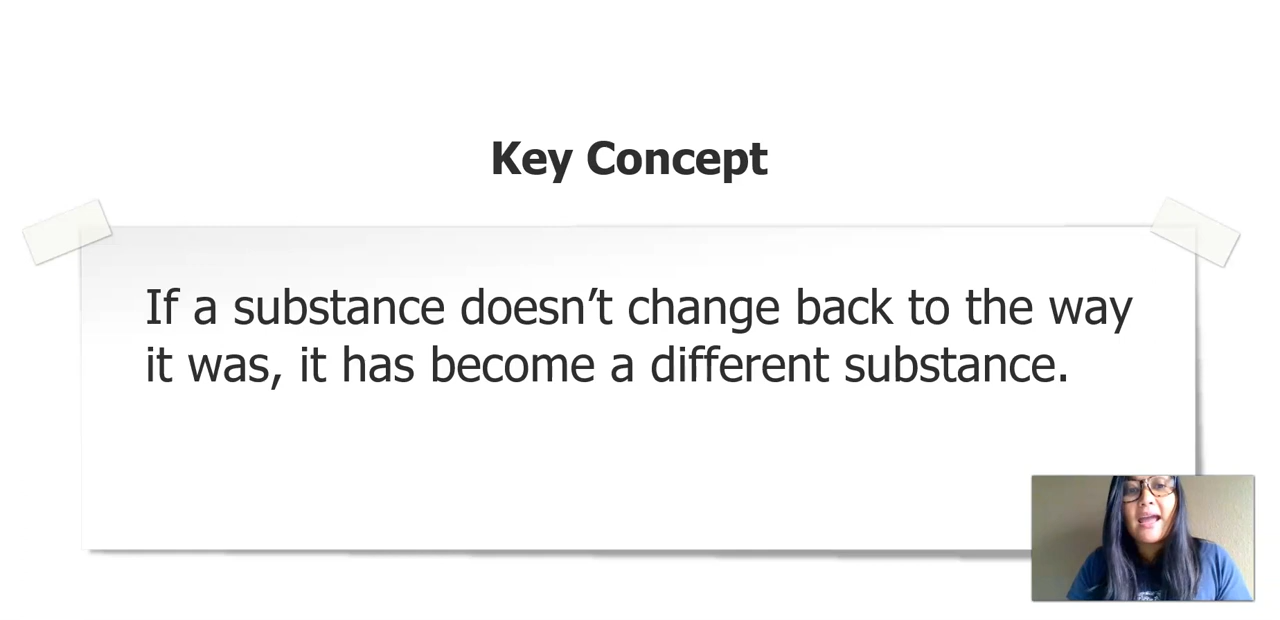 Key Concept
If a substance doesn’t change back to the way
it was, it has become a different substance.